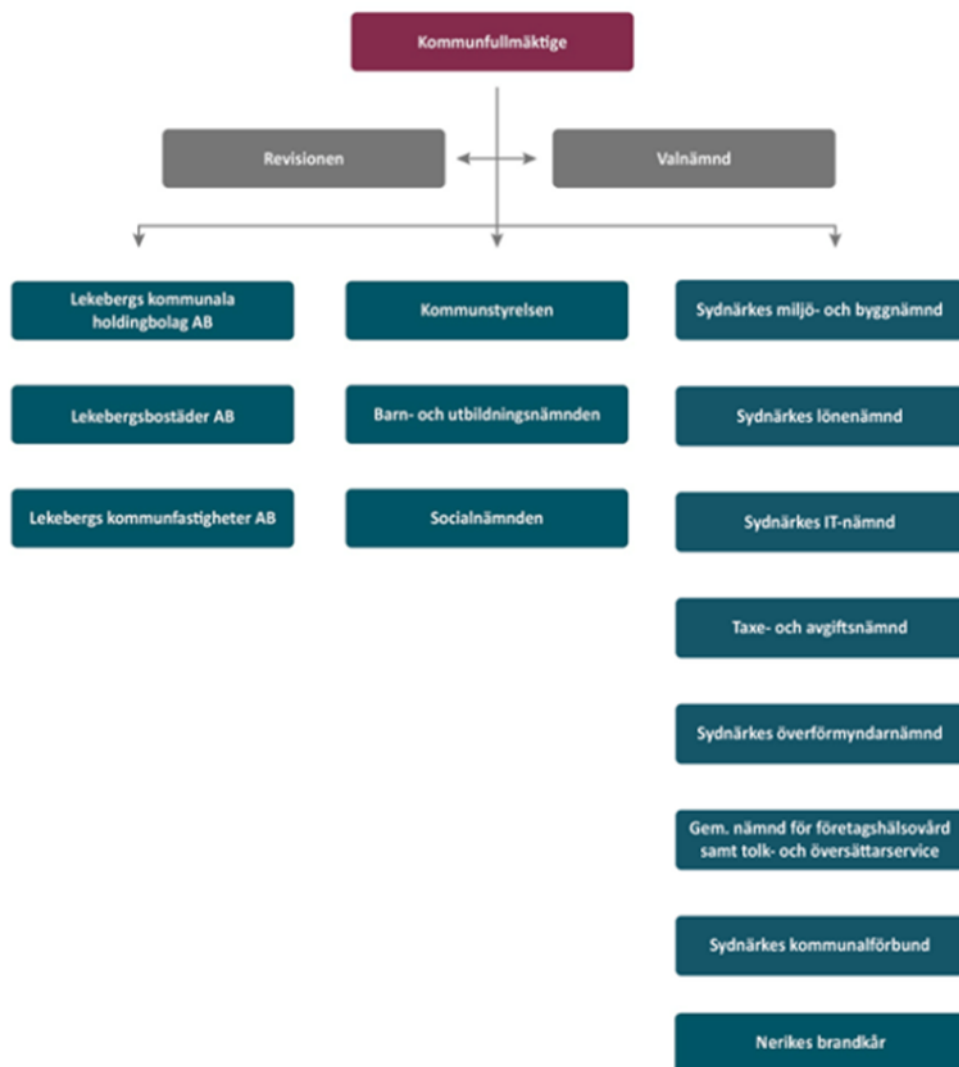 Kommunfullmäktige
Revisionen
Valnämnd
Lekebergs kommunala
holdingbolag AB
Lekebergsbostäder AB
Lekebergs kommunfastigheter AB
Kommunstyrelsen
Barn- och utbildningsnämnden
Socialnämnden
Sydnärkes miljö- och byggnämnd
Sydnärkes lönenämnd
Sydnärkes IT-nämnd
Taxe- och avgiftsnämnd
Sydnärkes överförmyndarnämnd
Gem. nämnd för företagshälsovård
samt tolk- och översättarservice
Sydnärkes kommunalförbund
Nerikes brandkår